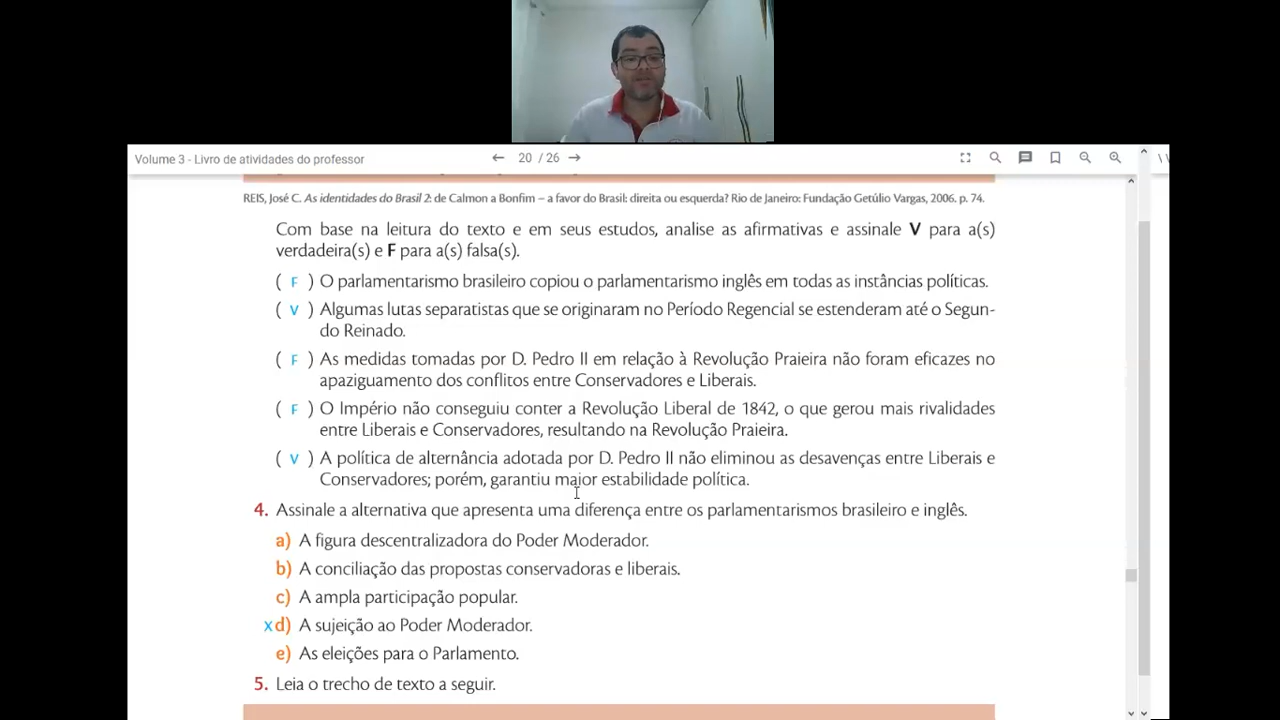 Volume 3 - Livro de atividades do professor
20 / 26
REIS, José C. As identidades do Brasil 2: de Calmon a Bonfim – a favor do Brasil: direita ou esquerda? Rio de Janeiro: Fundação Getúlio Vargas, 2006. p. 74.
Com base na leitura do texto e em seus estudos, analise as afirmativas e assinale V para a(s)
verdadeira(s) e F para a(s) falsa(s).
( F ) O parlamentarismo brasileiro copiou o parlamentarismo inglês em todas as instâncias políticas.
( V ) Algumas lutas separatistas que se originaram no Período Regencial se estenderam até o Segun-
do Reinado.
( F ) As medidas tomadas por D. Pedro II em relação à Revolução Praieira não foram eficazes no
apaziguamento dos conflitos entre Conservadores e Liberais.
( F ) O Império não conseguiu conter a Revolução Liberal de 1842, o que gerou mais rivalidades
entre Liberais e Conservadores, resultando na Revolução Praieira.
( V ) A política de alternância adotada por D. Pedro II não eliminou as desavenças entre Liberais e
Conservadores; porém, garantiu maior estabilidade política.
4. Assinale a alternativa que apresenta uma diferença entre os parlamentarismos brasileiro e inglês.
a) A figura descentralizadora do Poder Moderador.
b) A conciliação das propostas conservadoras e liberais.
c) A ampla participação popular.
x d) A sujeição ao Poder Moderador.
e) As eleições para o Parlamento.
5. Leia o trecho de texto a seguir.